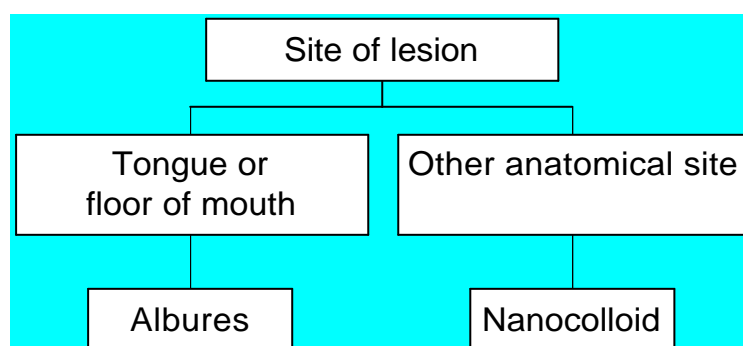 Site of lesion
Tongue or
floor of mouth
Other anatomical site
Albures
Nanocolloid